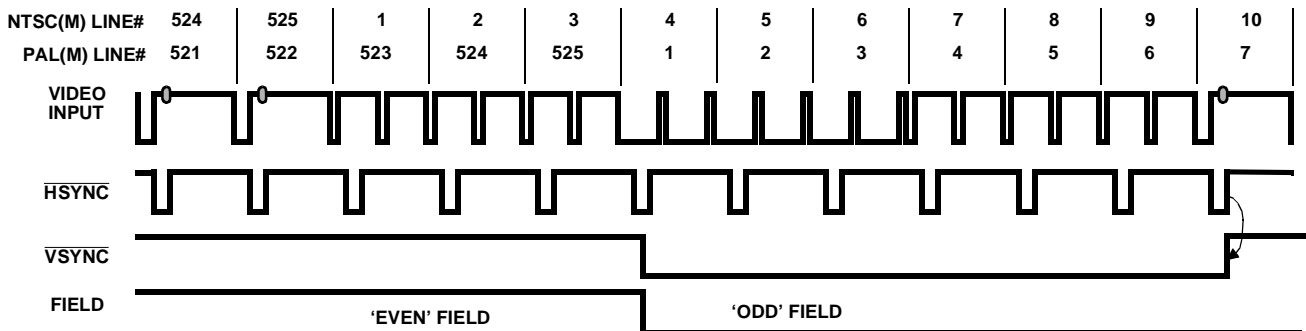 NTSC(M) LINE# 524 525 1 2 3 4 5 6 7 8 9 10
PAL(M) LINE# 521 522 523 524 525 1 2 3 4 5 6 7
VIDEO
INPUT
HSYNC
VSYNC
FIELD
‘EVEN’ FIELD ‘ODD’ FIELD